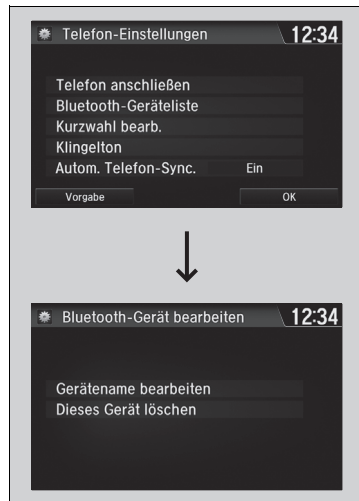 Telefon-Einstellungen 12:34
Telefon anschließen
Bluetooth-Geräteliste
Kurzwahl bearb.
Klingelton
Autom. Telefon-Sync. Ein
Vorgabe OK
Bluetooth-Gerät bearbeiten 12:34
Gerätename bearbeiten
Dieses Gerät löschen